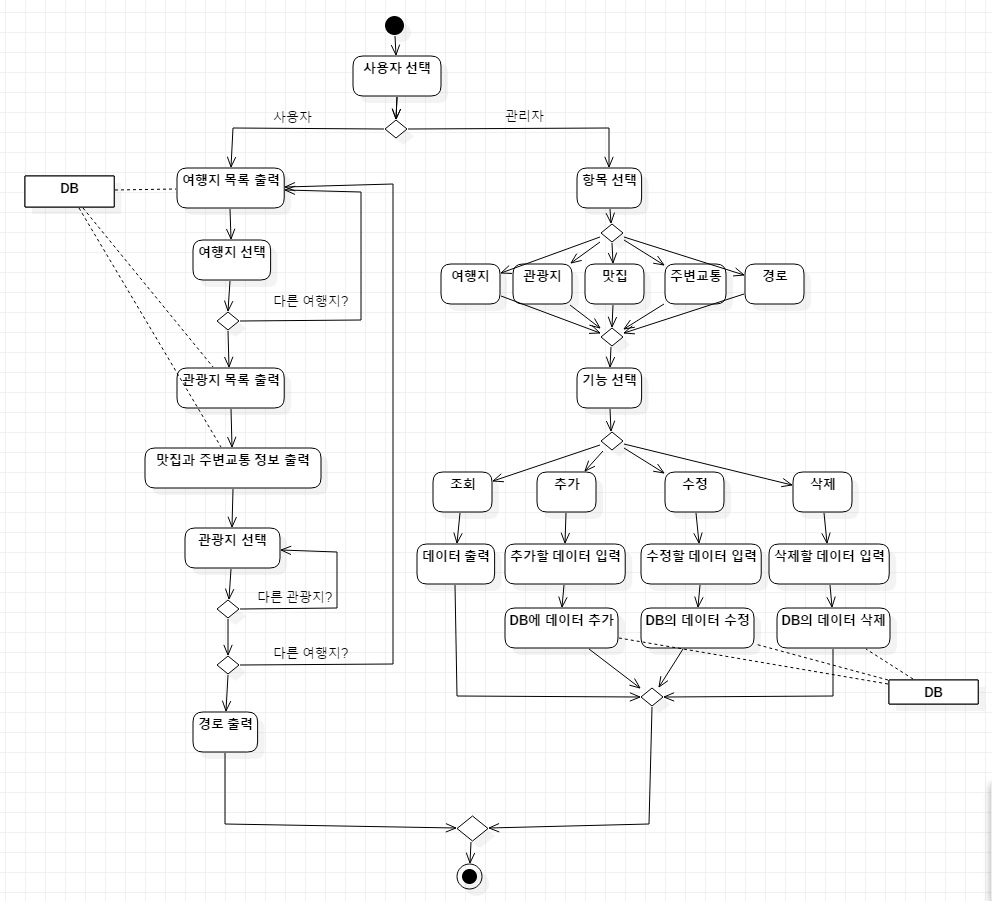 사용자 선택
사용자
관리자
여행지 목록 출력
항목 선택
DB
여행지 선택
여행지
관광지
맛집
주변교통
경로
다른 여행지?
관광지 목록 출력
기능 선택
맛집과 주변교통 정보 출력
조회
추가
수정
삭제
관광지 선택
데이터 출력
추가할 데이터 입력
수정할 데이터 입력
삭제할 데이터 입력
다른 관광지?
DB에 데이터 추가
DB의 데이터 수정
DB의 데이터 삭제
다른 여행지?
DB
경로 출력